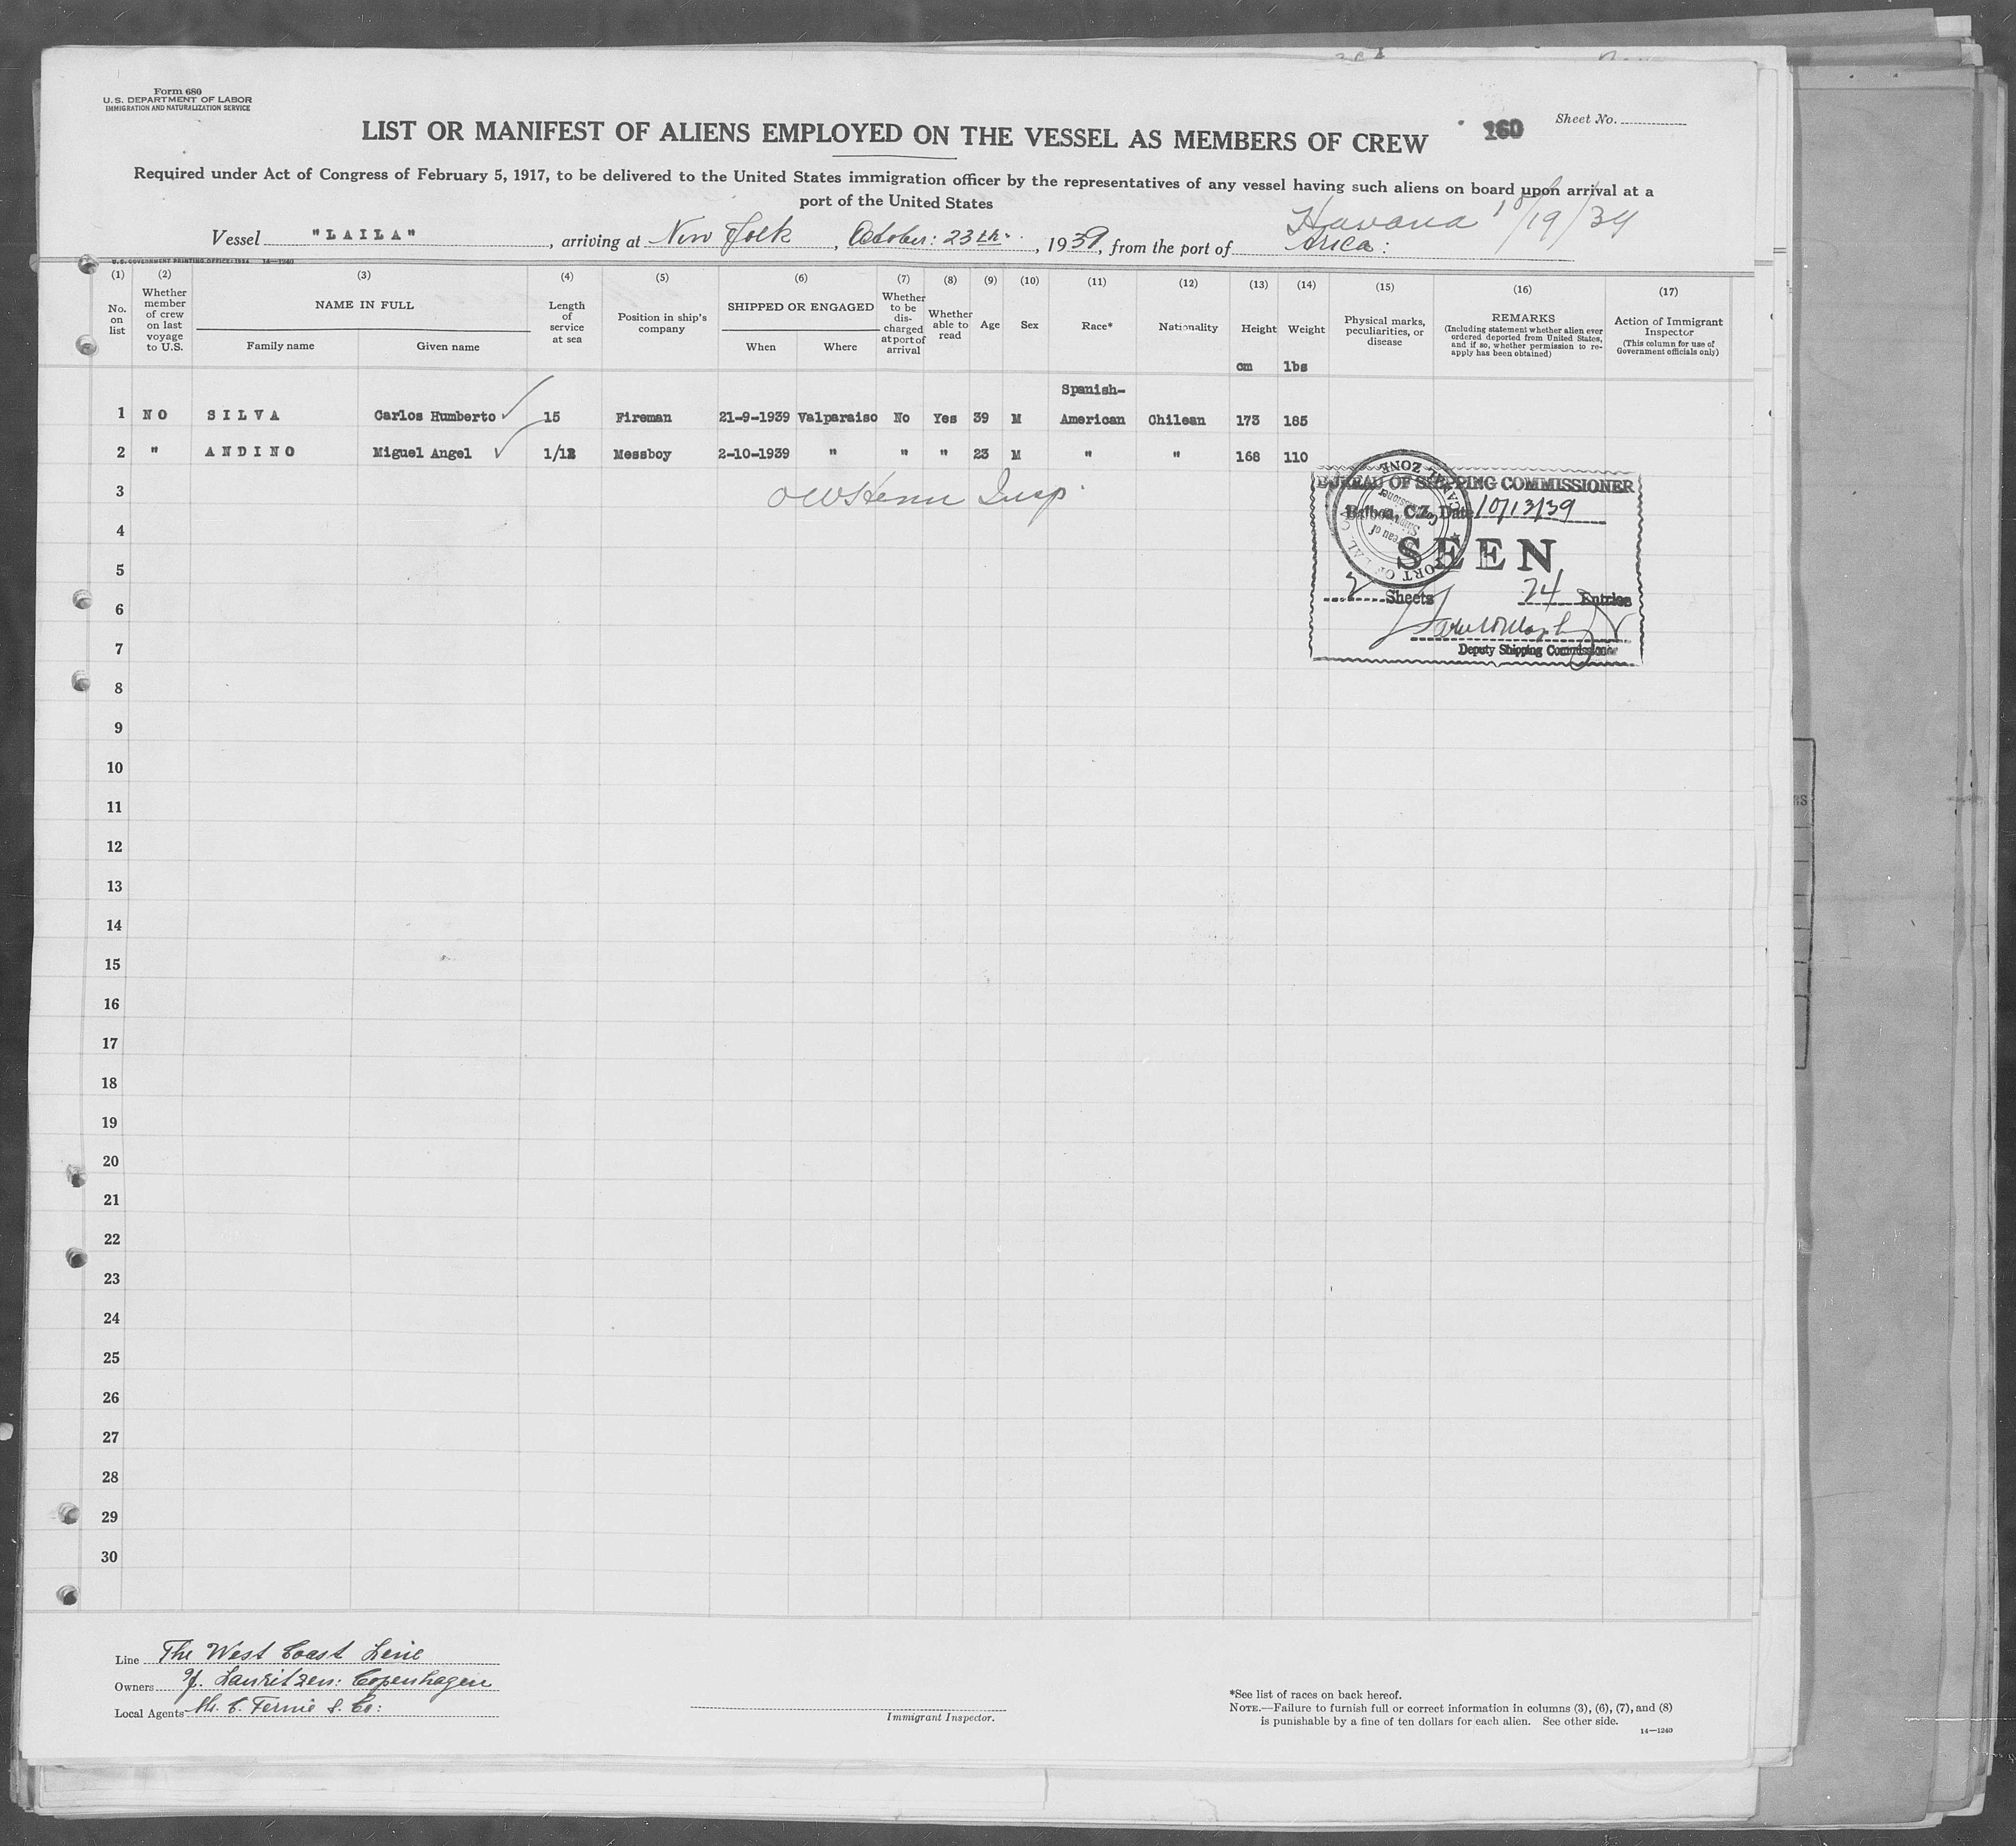 Form 680
U. S. DEPARTMENT OF LABOR
IMMIGRATION AND NATURALIZATION SERVICE
Sheet No.
LIST OR MANIFEST OF ALIENS EMPLOYED ON THE VESSEL AS MEMBERS OF CREW
160
Required under Act of Congress of February 5, 1917, to be delivered to the United States immigration officer by the representatives of any vessel having such aliens on board upon arrival at a
port of the United States
Havana 10/19/39
Vessel "LAILA", arriving at New York, October: 23th, 1939, from the port of Arica:
U. S. GOVERNMENT PRINTING OFFICE: 1934 14—1240
(1) (2) (3) (4) (5) (6) (7) (8) (9) (10) (11) (12) (13) (14) (15) (16) (17)
No. on list
Whether member of crew on last voyage to U.S.
NAME IN FULL
Family name
Given name
Length of service at sea
Position in ship's company
SHIPPED OR ENGAGED
When
Where
Whether to be discharged at port of arrival
Whether able to read
Age
Sex
Race*
Nationality
Height
cm
Weight
lbs
Physical marks, peculiarities, or disease
REMARKS
(Including statement whether alien ever ordered deported from United States, and if so, whether permission to reapply has been obtained)
Action of Immigrant Inspector
(This column for use of Government officials only)
1 NO SILVA Carlos Humberto 15 Fireman 21-9-1939 Valparaiso No Yes 39 M Spanish-American Chilean 173 185
2 " ANDINO Miguel Angel 1/12 Messboy 2-10-1939 " " " 23 M " " 168 110
Insp.
BUREAU OF SHIPPING COMMISSIONER
Balboa, C.Z. Date 10/13/39
SEEN
2 Sheets 24 Entries
Deputy Shipping Commissioner
CANAL ZONE
PORT OF BALBOA
3
4
5
6
7
8
9
10
11
12
13
14
15
16
17
18
19
20
21
22
23
24
25
26
27
28
29
30
Line The West Coast Line
Owners J. Lauritzen: Copenhagen
Local Agents Fernie & Co:
Immigrant Inspector.
*See list of races on back hereof.
NOTE.—Failure to furnish full or correct information in columns (3), (6), (7), and (8)
is punishable by a fine of ten dollars for each alien. See other side.
14—1240